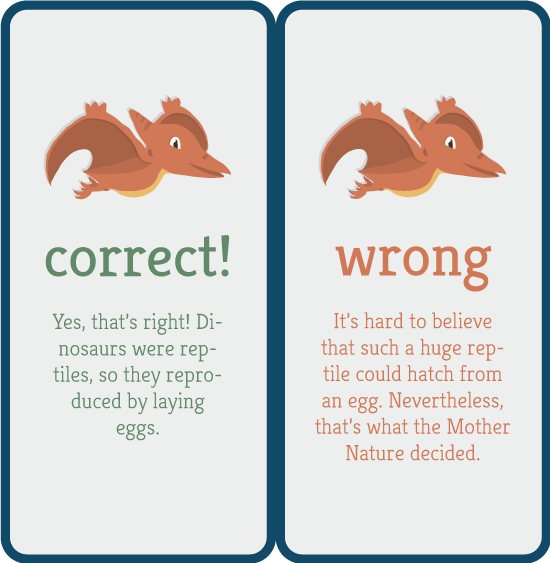 correct!
Yes, that's right! Di-
nosaurs were rep-
tiles, so they repro-
duced by laying
eggs.
wrong
It's hard to believe
that such a huge rep-
tile could hatch from
an egg. Nevertheless,
that's what the Mother
Nature decided.